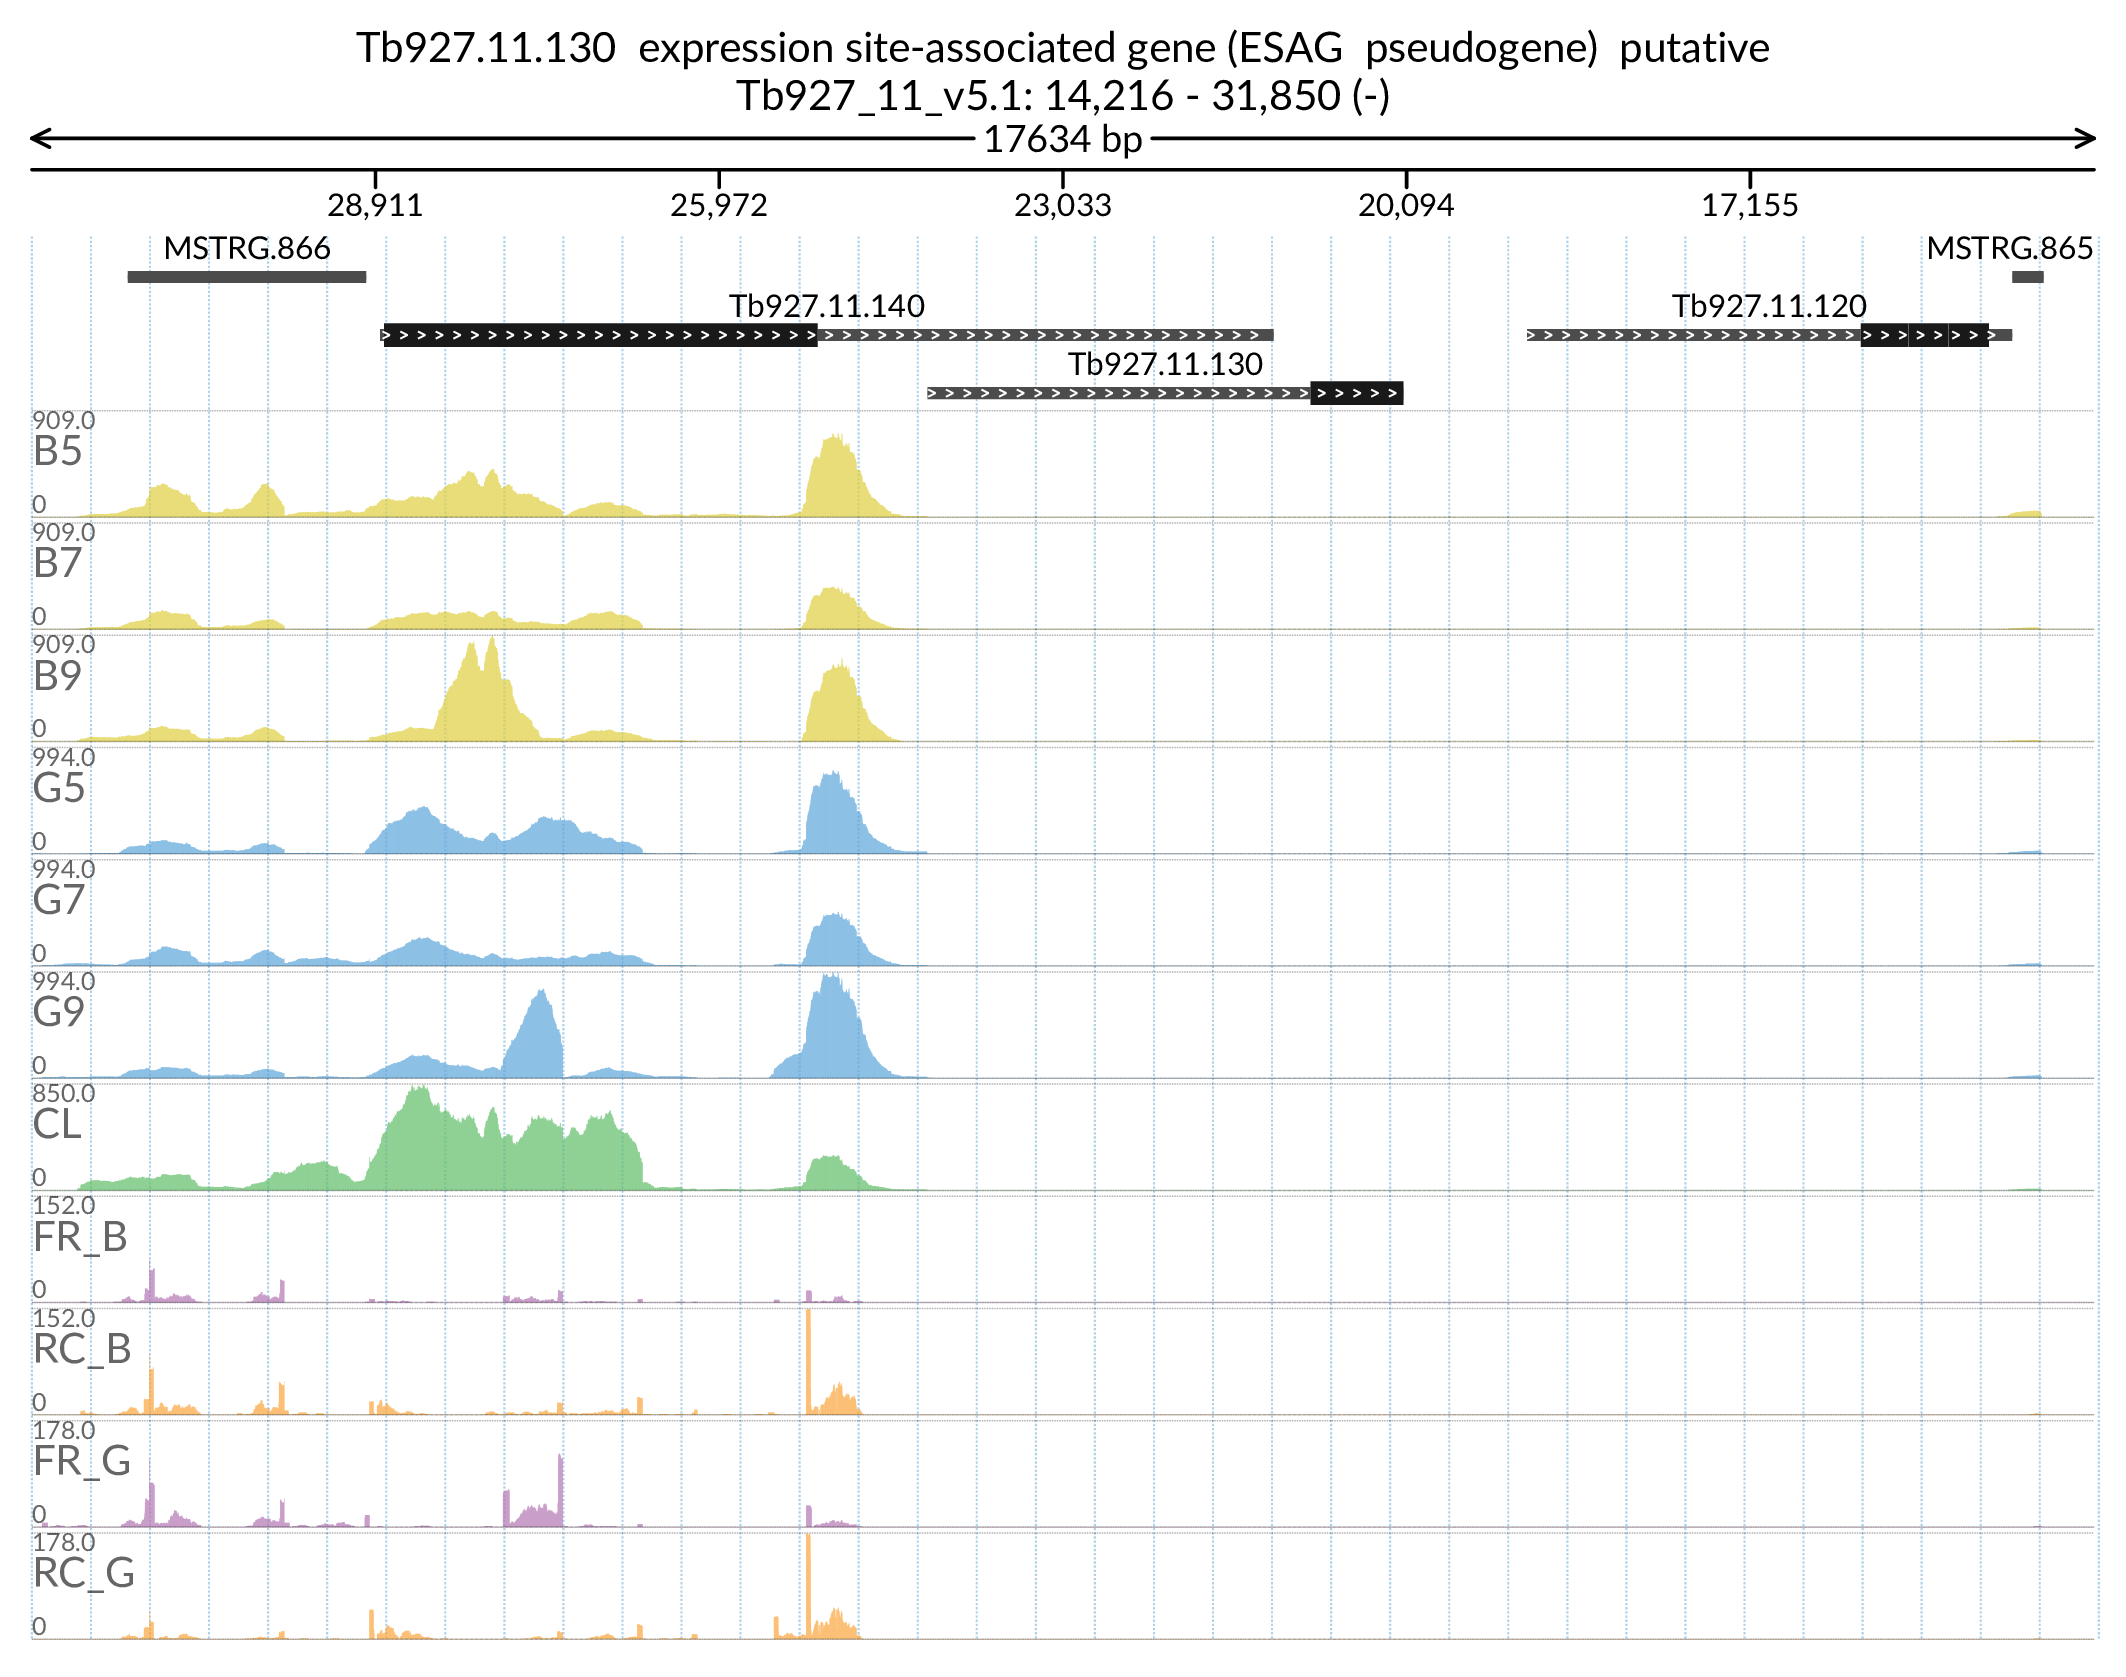 Tb927.11.130 expression site-associated gene (ESAG pseudogene) putative
Tb927_11_v5.1: 14,216 - 31,850 (-)
17634 bp
28,911 25,972 23,033 20,094 17,155
MSTRG.866 MSTRG.865
Tb927.11.140 Tb927.11.120
Tb927.11.130
909.0
B5
0
909.0
B7
0
909.0
B9
0
994.0
G5
0
994.0
G7
0
994.0
G9
0
850.0
CL
0
152.0
FR_B
0
152.0
RC_B
0
178.0
FR_G
0
178.0
RC_G
0